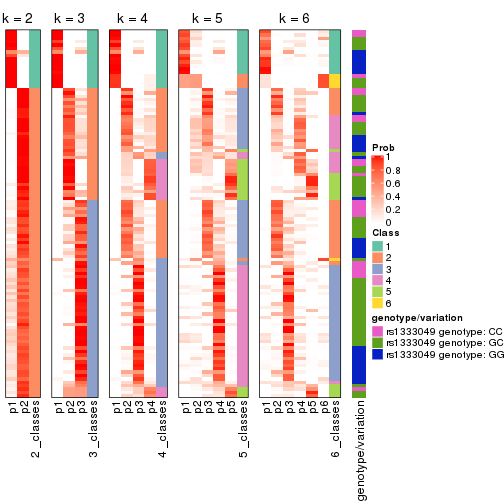 k = 2
k = 3
k = 4
k = 5
k = 6
Prob
1
0.8
0.6
0.4
0.2
0
Class
1
2
3
4
5
6
genotype/variation
rs1333049 genotype: CC
rs1333049 genotype: GC
rs1333049 genotype: GG
p1
p2
2_classes
p1
p2
p3
3_classes
p1
p2
p3
p4
4_classes
p1
p2
p3
p4
p5
5_classes
p1
p2
p3
p4
p5
p6
6_classes
genotype/variation